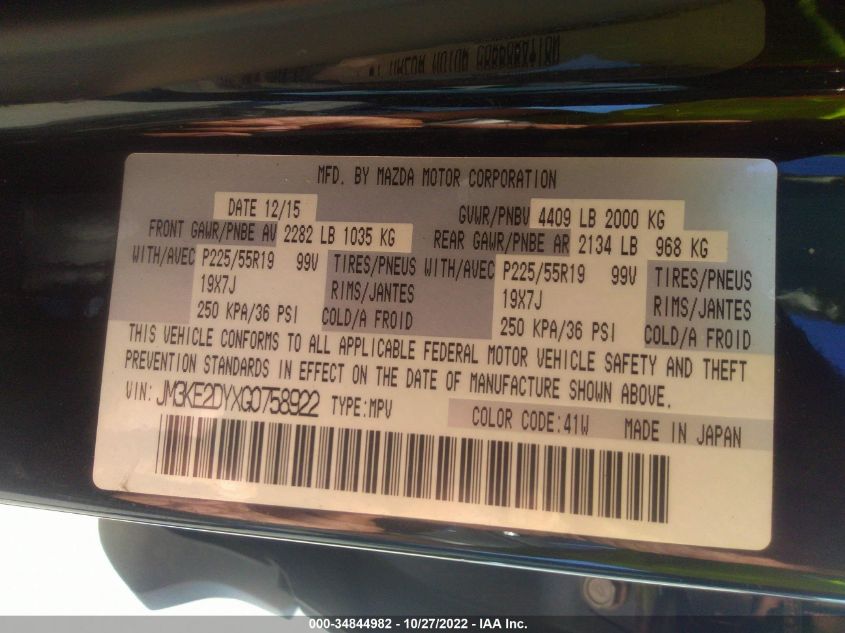 MFD. BY MAZDA MOTOR CORPORATION
DATE 12/15 GVWR/PNBV 4409 LB 2000 KG
FRONT GAWR/PNBE AV 2282 LB 1035 KG REAR GAWR/PNBE AR 2134 LB 968 KG
WITH/AVEC P225/55R19 99V TIRES/PNEUS WITH/AVEC P225/55R19 99V TIRES/PNEUS
19X7J RIMS/JANTES 19X7J RIMS/JANTES
250 KPA/36 PSI COLD/A FROID 250 KPA/36 PSI COLD/A FROID
THIS VEHICLE CONFORMS TO ALL APPLICABLE FEDERAL MOTOR VEHICLE SAFETY AND THEFT
PREVENTION STANDARDS IN EFFECT ON THE DATE OF MANUFACTURE SHOWN ABOVE.
VIN: JM3KE2DYXG0758922 TYPE:MPV COLOR CODE:41W MADE IN JAPAN
000-34844982 - 10/27/2022 - IAA Inc.